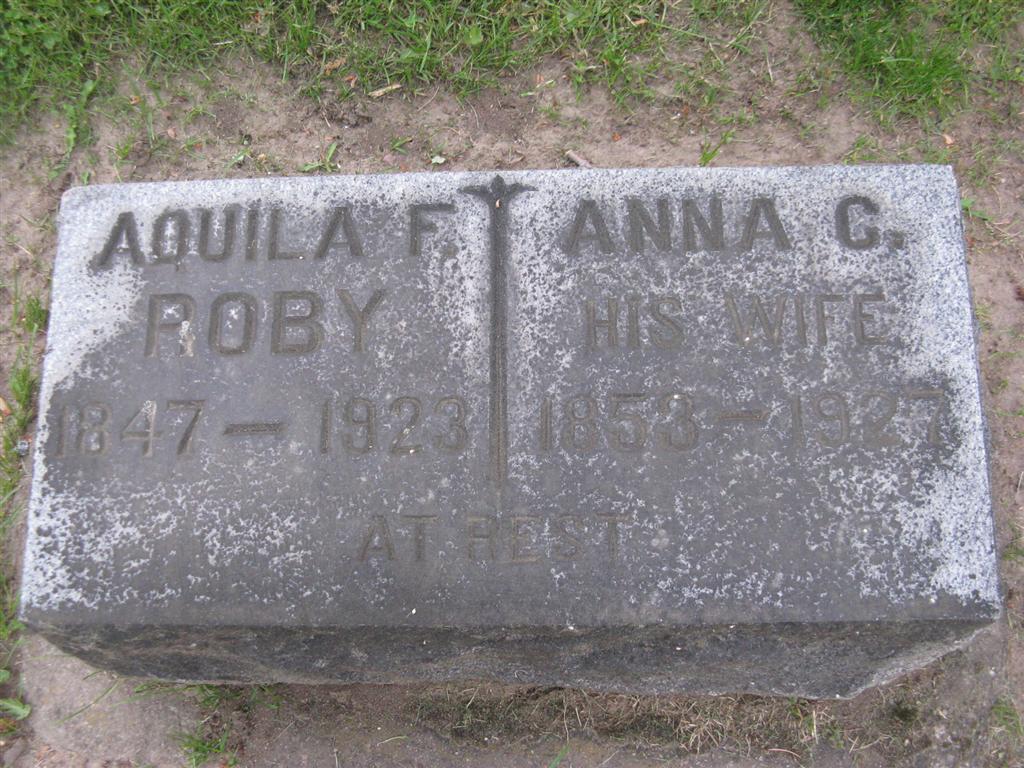 AQUILA F.
ROBY
1847 – 1923
ANNA C.
HIS WIFE
1853 – 1927
AT REST